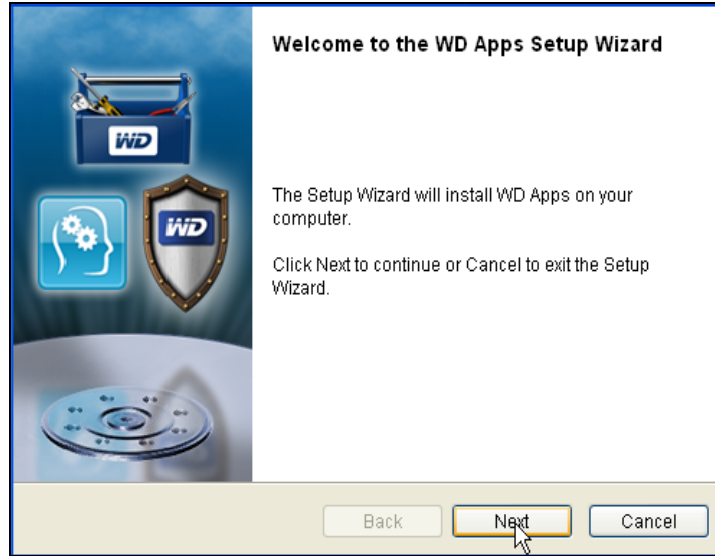 Welcome to the WD Apps Setup Wizard
WD
WD
The Setup Wizard will install WD Apps on your
computer.
Click Next to continue or Cancel to exit the Setup
Wizard.
Back
Next
Cancel